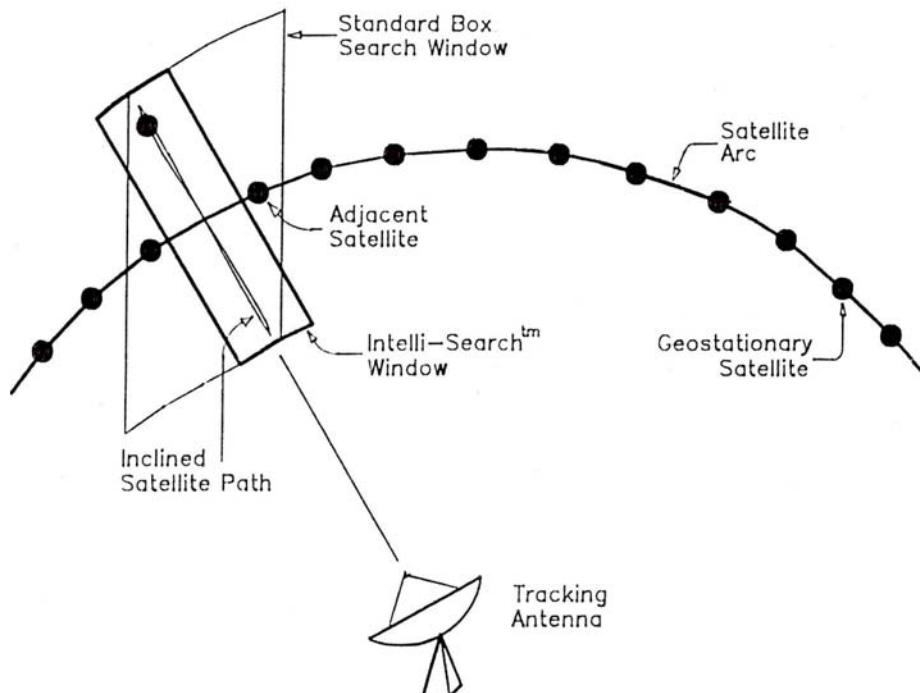 Standard Box
Search Window
Satellite
Arc
Adjacent
Satellite
Intelli-Search™
Window
Geostationary
Satellite
Inclined
Satellite Path
Tracking
Antenna